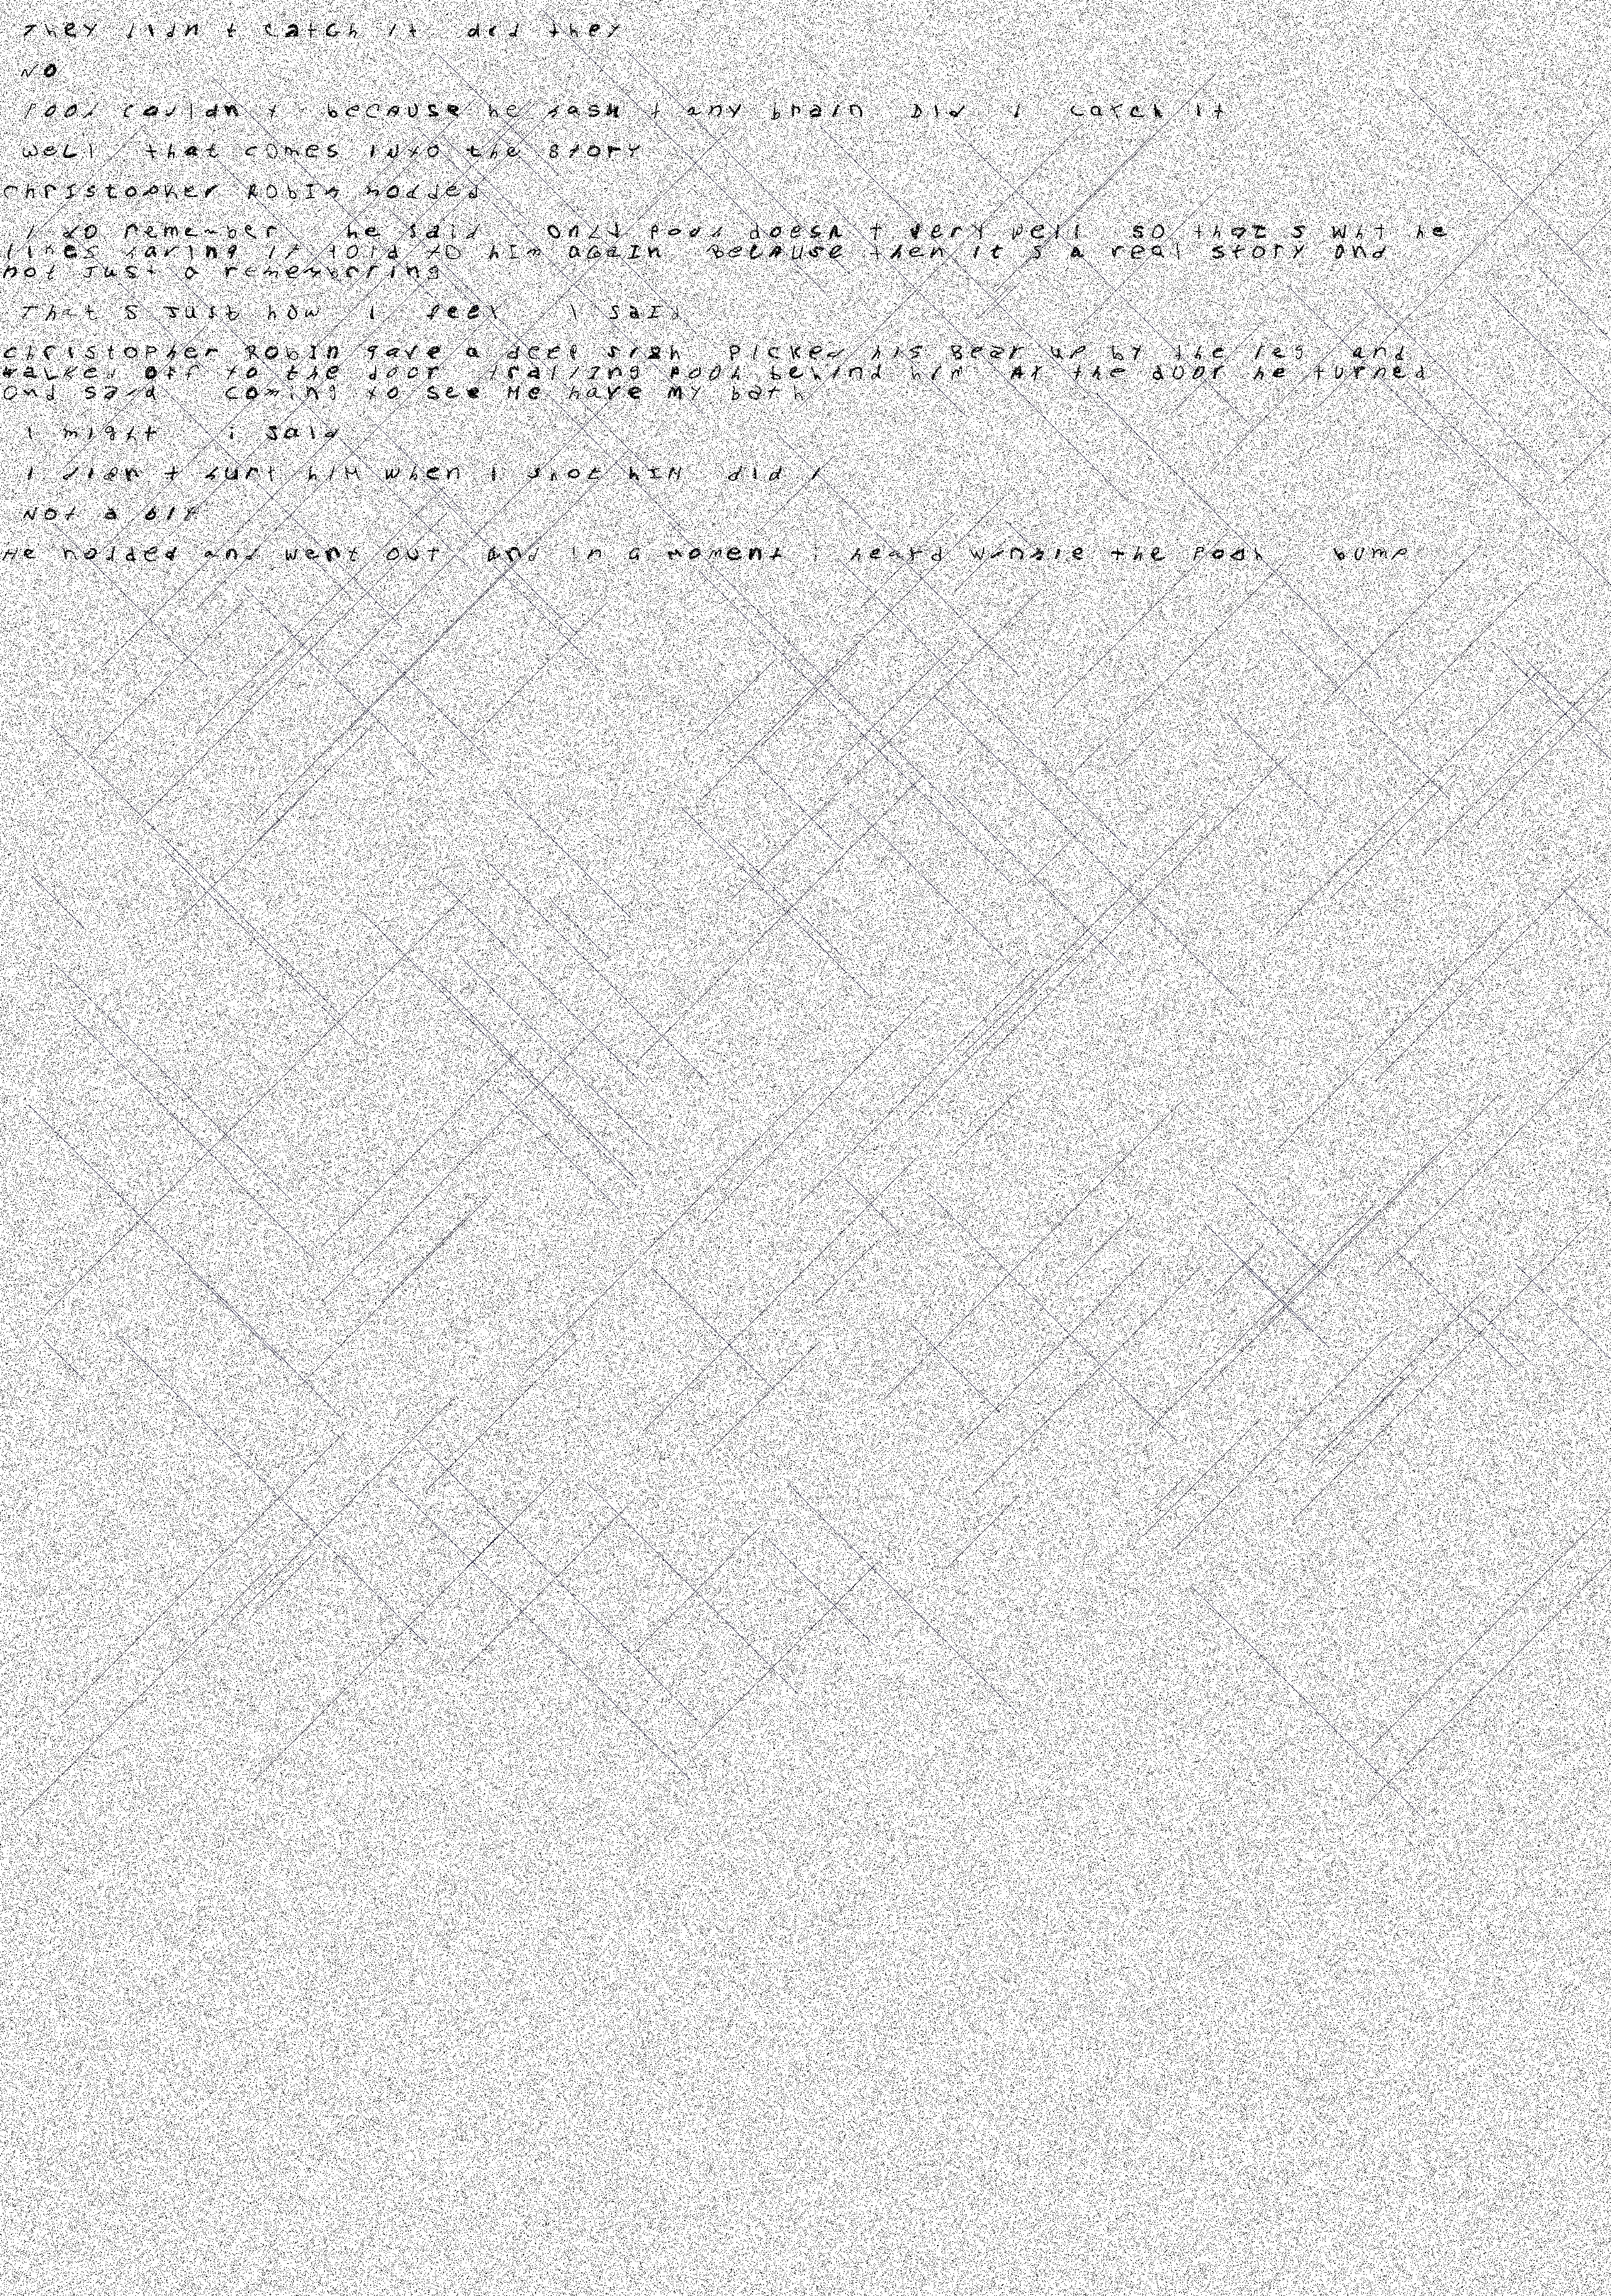 They didn t catch it did they
No
Pooh couldn t because he hasn t any brain Did I catch it
Well that comes into the story
Christopher Robin nodded
I do remember he said only Pooh doesn t very well so that s why he
likes having it told to him again Because then it s a real story and
not just a remembering
That s just how I feel I said
Christopher Robin gave a deep sigh picked his Bear up by the leg and
walked off to the door trailing Pooh behind him At the door he turned
and said Coming to see me have my bath
I might I said
I didn t hurt him when I shot him did I
Not a bit
He nodded and went out and in a moment I heard Winnie the Pooh bump